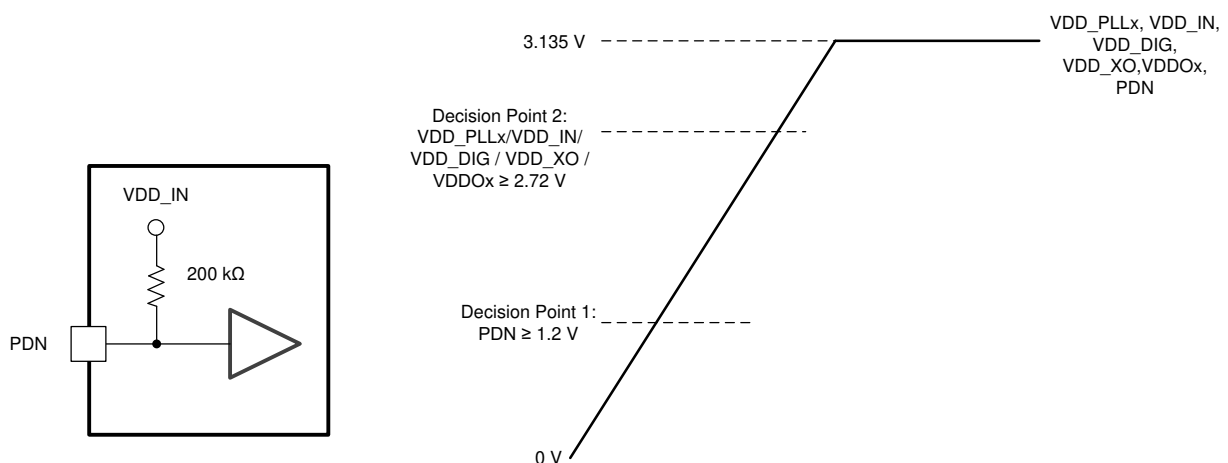 VDD_IN
200 kΩ
PDN
3.135 V
Decision Point 2:
VDD_PLLx/VDD_IN/
VDD_DIG / VDD_XO /
VDDOx ≥ 2.72 V
Decision Point 1:
PDN ≥ 1.2 V
0 V
VDD_PLLx, VDD_IN,
VDD_DIG,
VDD_XO,VDDOx,
PDN